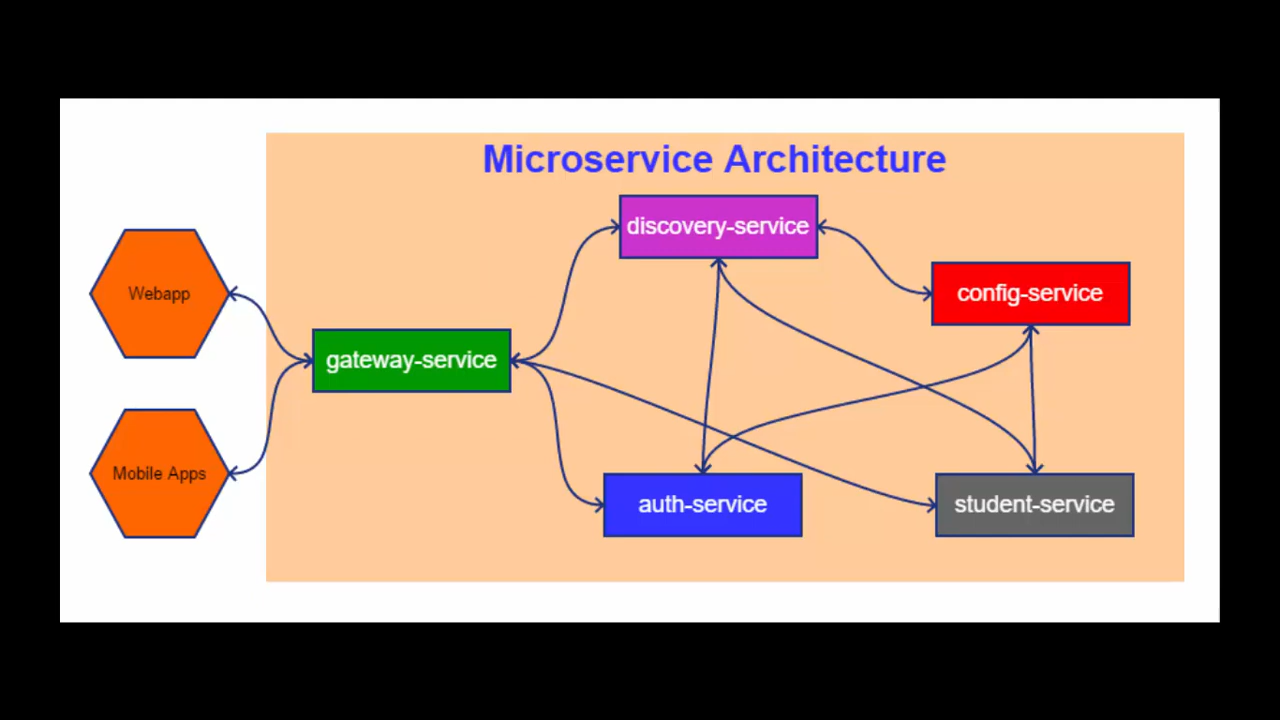 Microservice Architecture
discovery-service
config-service
Webapp
gateway-service
Mobile Apps
auth-service
student-service